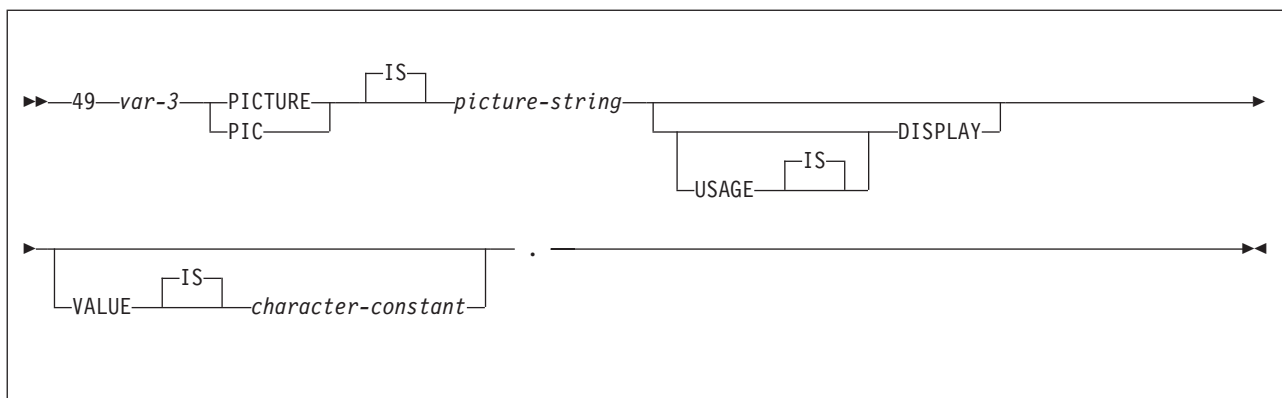 IS
49 var-3 PICTURE picture-string DISPLAY
PIC IS
USAGE
IS .
VALUE character-constant